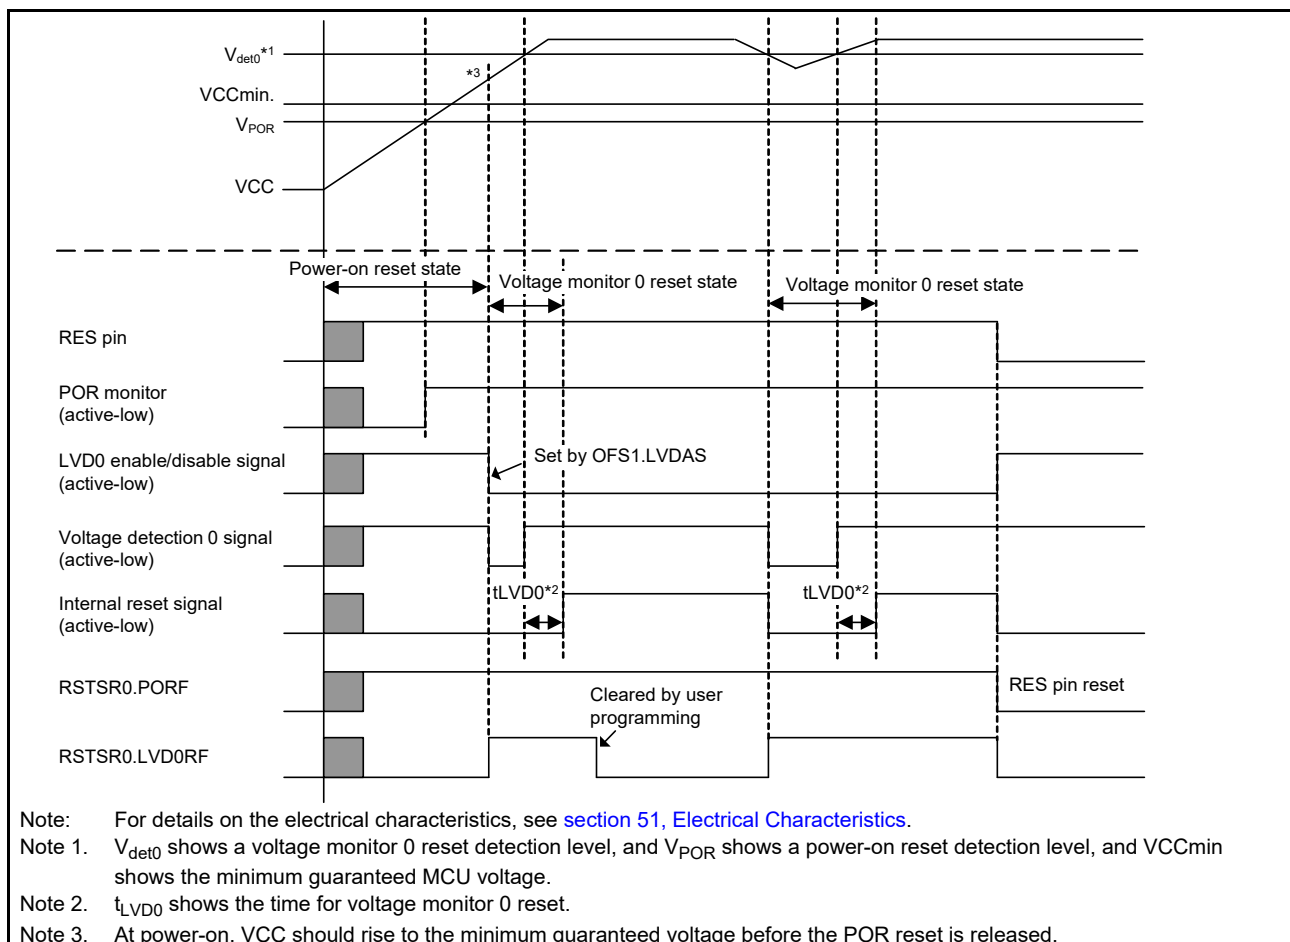 Vdet0*1
*3
VCCmin.
VPOR
VCC
Power-on reset state
Voltage monitor 0 reset state
Voltage monitor 0 reset state
RES pin
POR monitor
(active-low)
LVD0 enable/disable signal
(active-low)
Set by OFS1.LVDAS
Voltage detection 0 signal
(active-low)
tLVD0*2
tLVD0*2
Internal reset signal
(active-low)
RSTSR0.PORF
RES pin reset
Cleared by user
programming
RSTSR0.LVD0RF
Note: For details on the electrical characteristics, see section 51, Electrical Characteristics.
Note 1. Vdet0 shows a voltage monitor 0 reset detection level, and VPOR shows a power-on reset detection level, and VCCmin
shows the minimum guaranteed MCU voltage.
Note 2. tLVD0 shows the time for voltage monitor 0 reset.
Note 3. At power-on, VCC should rise to the minimum guaranteed voltage before the POR reset is released.